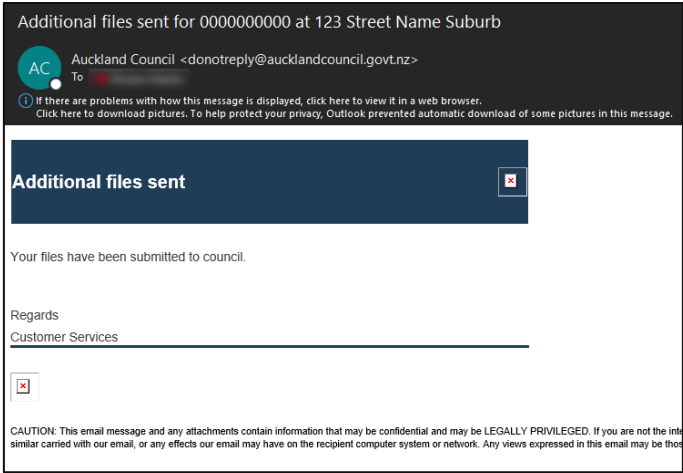 Additional files sent for 0000000000 at 123 Street Name Suburb
AC
Auckland Council <donotreply@aucklandcouncil.govt.nz>
To
If there are problems with how this message is displayed, click here to view it in a web browser.
Click here to download pictures. To help protect your privacy, Outlook prevented automatic download of some pictures in this message.
Additional files sent
Your files have been submitted to council.
Regards
Customer Services
CAUTION: This email message and any attachments contain information that may be confidential and may be LEGALLY PRIVILEGED. If you are not the inte
similar carried with our email, or any effects our email may have on the recipient computer system or network. Any views expressed in this email may be thos